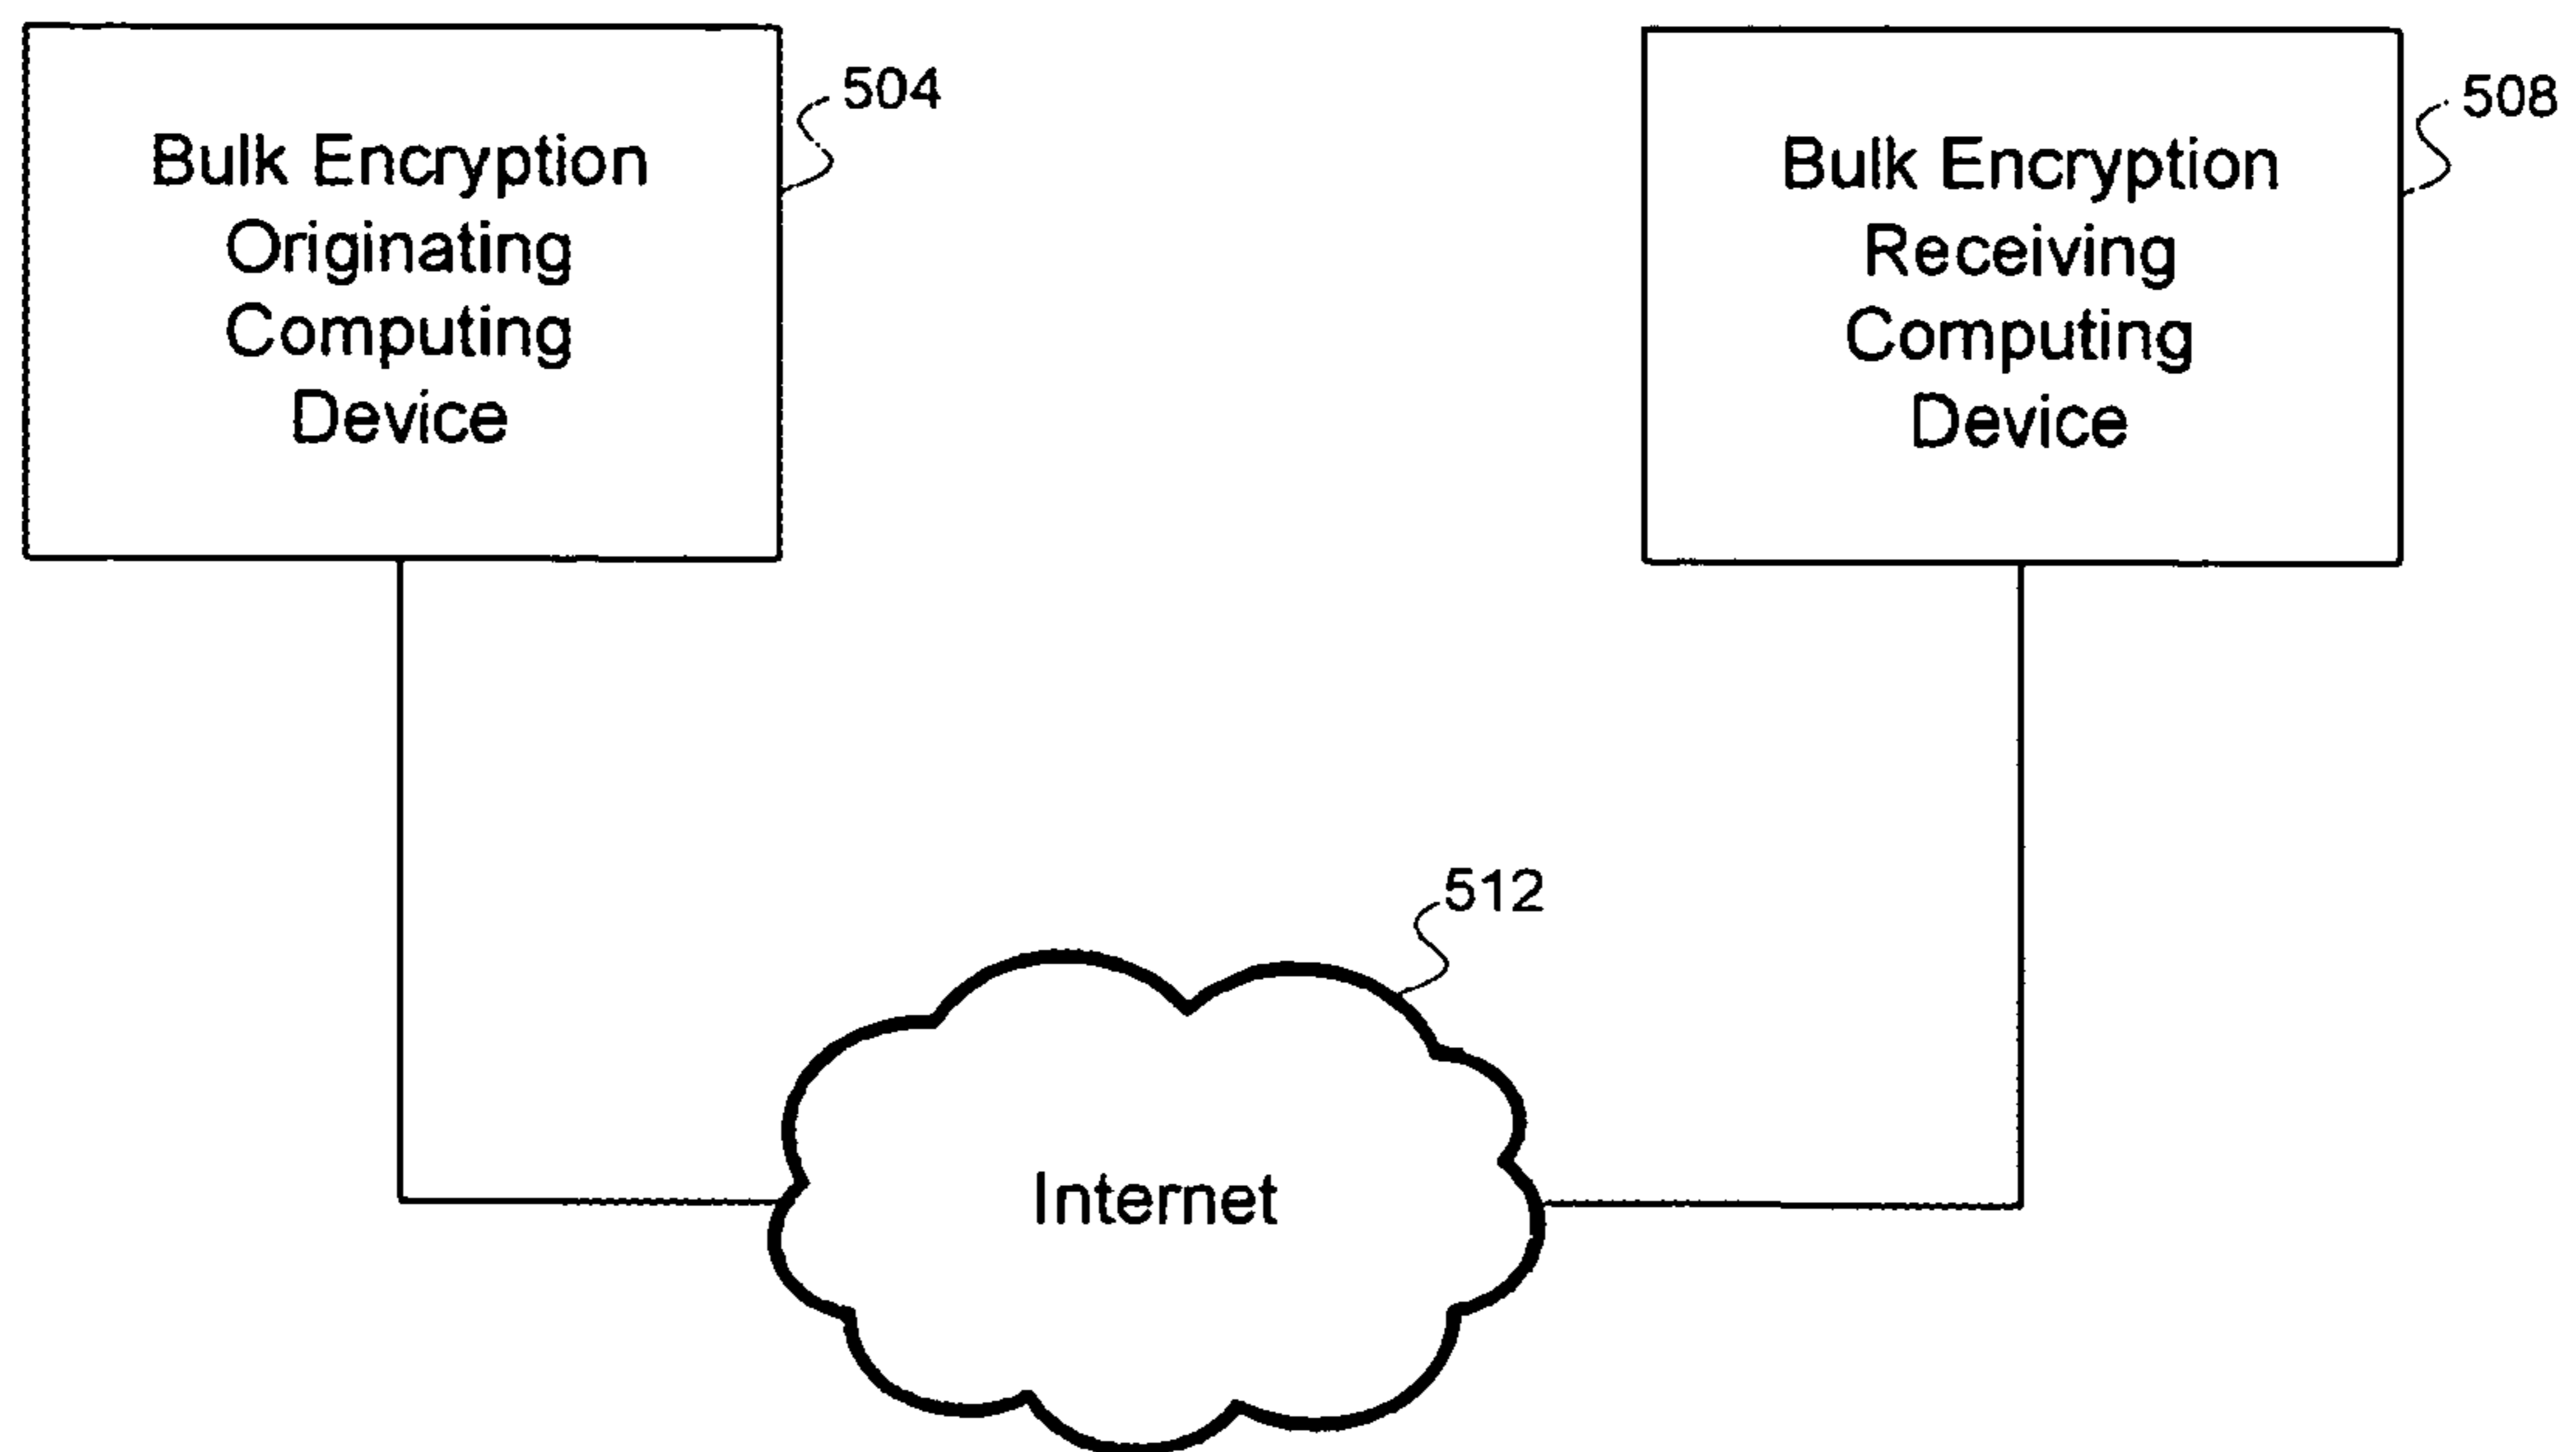 Bulk Encryption
Originating
Computing
Device
504
Bulk Encryption
Receiving
Computing
Device
508
512
Internet